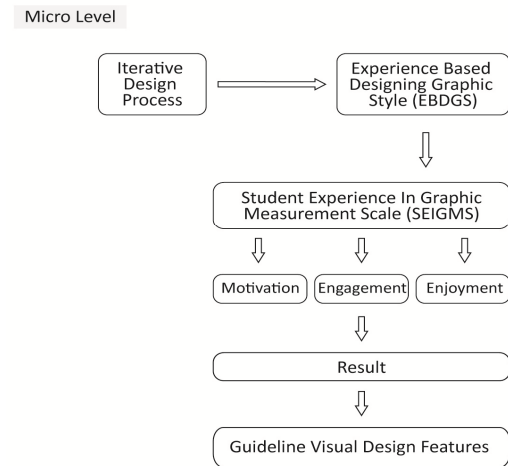 Micro Level
Iterative
Design
Process
Experience Based
Designing Graphic
Style (EBDGS)
Student Experience In Graphic
Measurement Scale (SEIGMS)
Motivation
Engagement
Enjoyment
Result
Guideline Visual Design Features